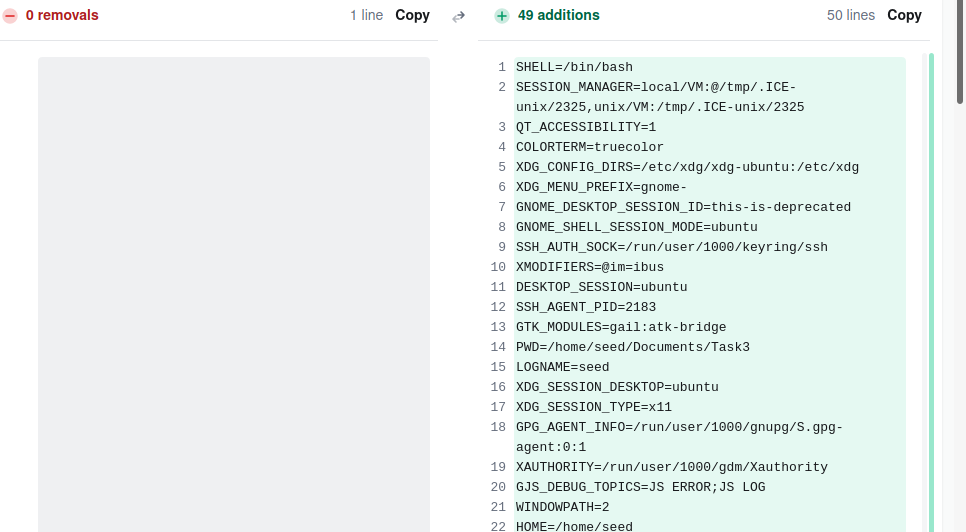 0 removals
1 line Copy
49 additions
50 lines Copy
1 SHELL=/bin/bash
2 SESSION_MANAGER=local/VM:@/tmp/.ICE-
unix/2325,unix/VM:/tmp/.ICE-unix/2325
3 QT_ACCESSIBILITY=1
4 COLORTERM=truecolor
5 XDG_CONFIG_DIRS=/etc/xdg/xdg-ubuntu:/etc/xdg
6 XDG_MENU_PREFIX=gnome-
7 GNOME_DESKTOP_SESSION_ID=this-is-deprecated
8 GNOME_SHELL_SESSION_MODE=ubuntu
9 SSH_AUTH_SOCK=/run/user/1000/keyring/ssh
10 XMODIFIERS=@im=ibus
11 DESKTOP_SESSION=ubuntu
12 SSH_AGENT_PID=2183
13 GTK_MODULES=gail:atk-bridge
14 PWD=/home/seed/Documents/Task3
15 LOGNAME=seed
16 XDG_SESSION_DESKTOP=ubuntu
17 XDG_SESSION_TYPE=x11
18 GPG_AGENT_INFO=/run/user/1000/gnupg/S.gpg-
agent:0:1
19 XAUTHORITY=/run/user/1000/gdm/Xauthority
20 GJS_DEBUG_TOPICS=JS ERROR;JS LOG
21 WINDOWPATH=2
22 HOME=/home/seed